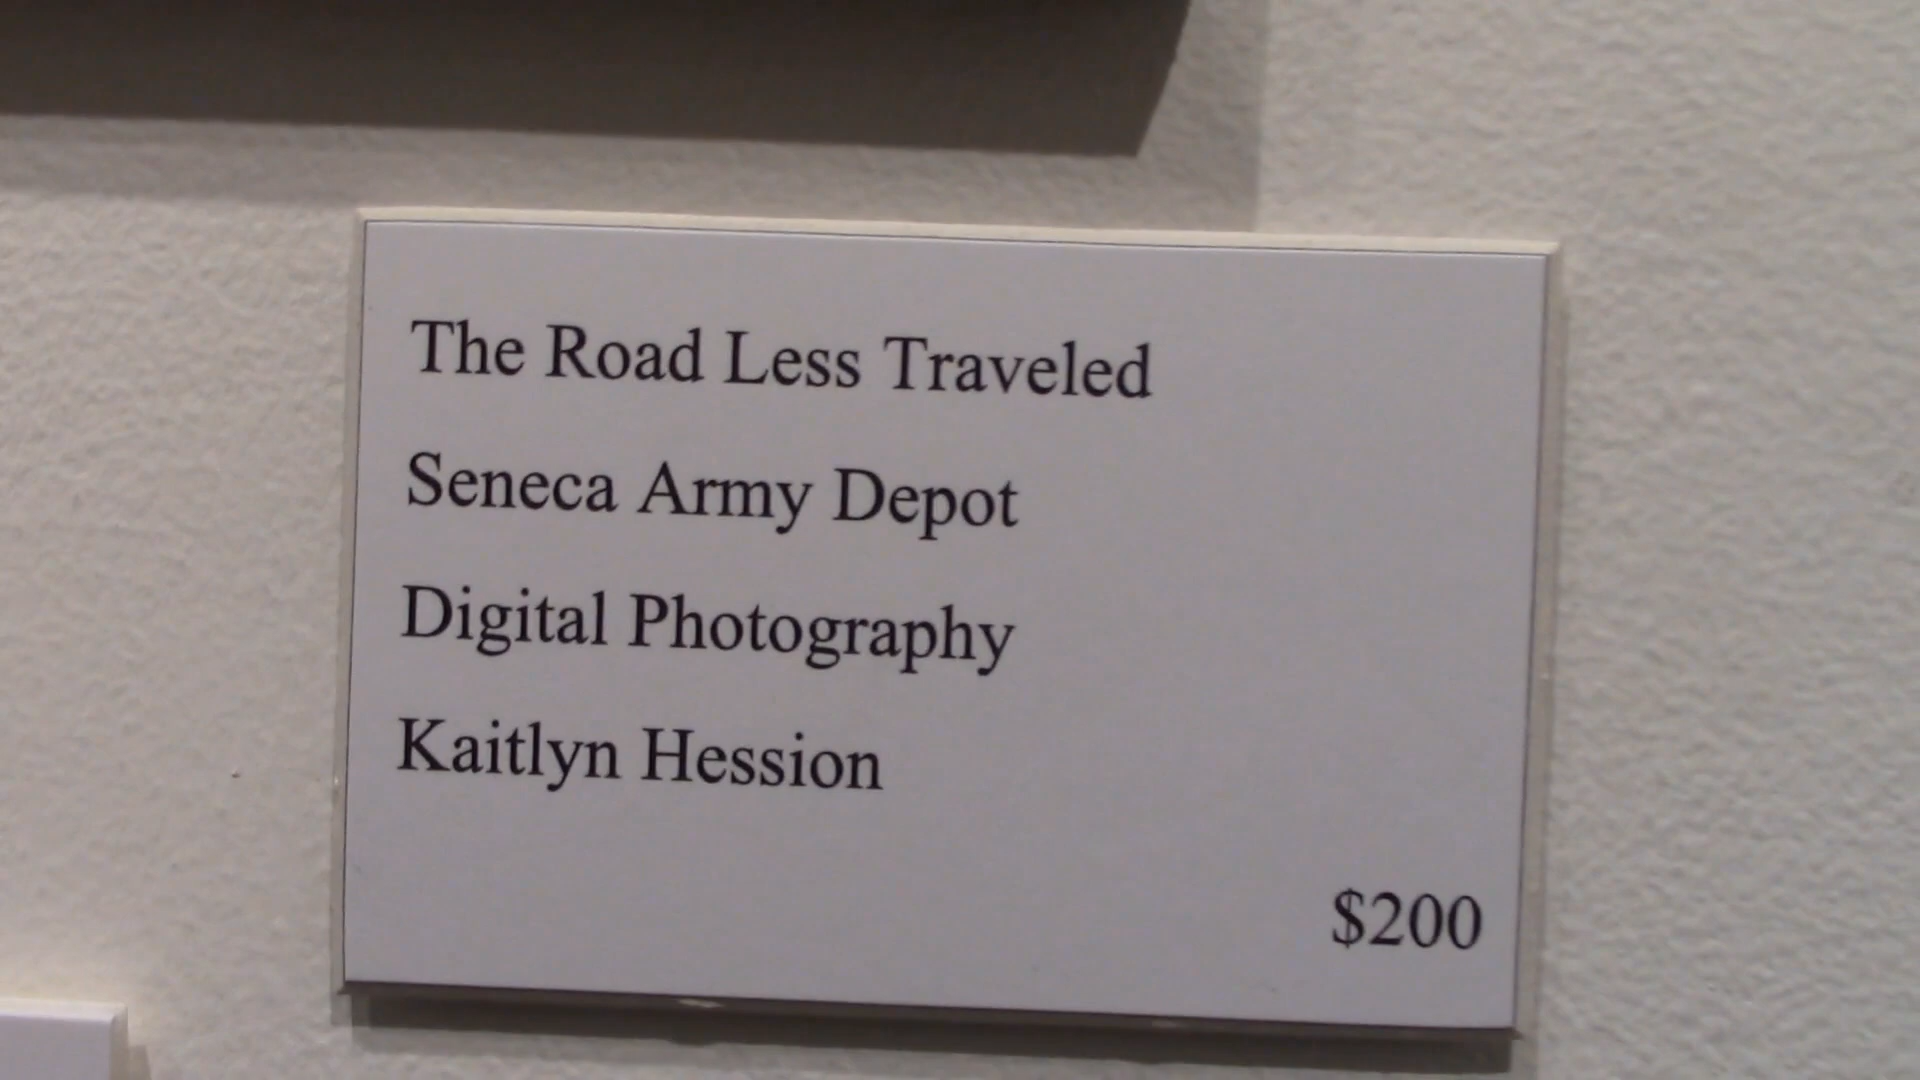 The Road Less Traveled
Seneca Army Depot
Digital Photography
Kaitlyn Hession
$200